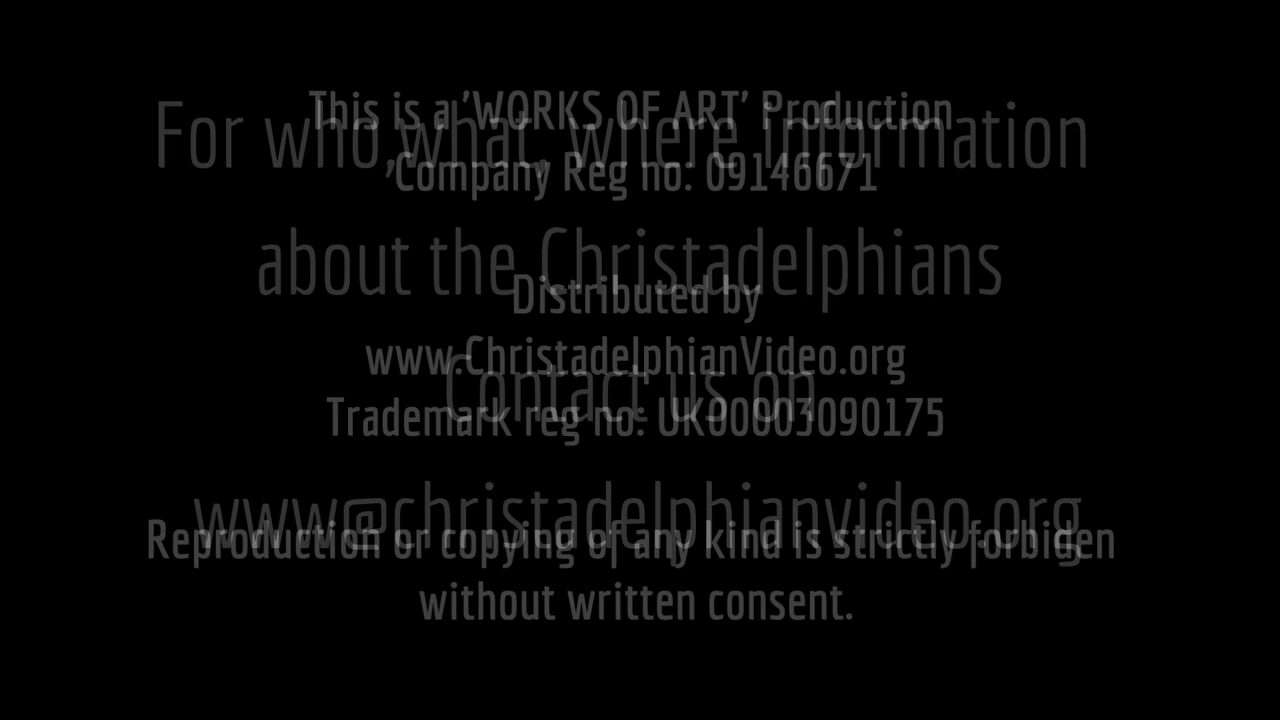 For who,what, where information
about the Christadelphians
Contact us on
www@christadelphianvideo.org
This is a 'WORKS OF ART' Production
Company Reg no: 09146671
Distributed by
www.ChristadelphianVideo.org
Trademark reg no: UK00003090175
Reproduction or copying of any kind is strictly forbigen
without written consent.